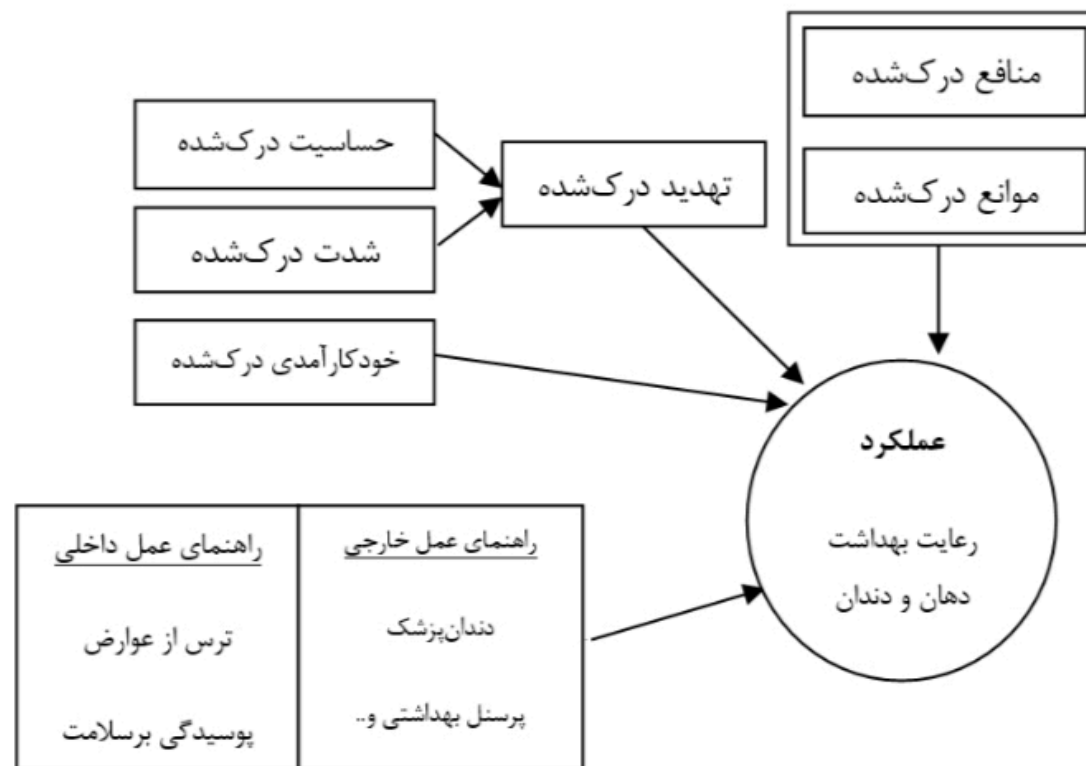 منافع درک‌شده
موانع درک‌شده
حساسیت درک‌شده
شدت درک‌شده
تهدید درک‌شده
خودکارآمدی درک‌شده
عملکرد
رعایت بهداشت
دهان و دندان
راهنمای عمل خارجی
دندان‌پزشک
پرسنل بهداشتی و..
راهنمای عمل داخلی
ترس از عوارض
پوسیدگی برسلامت